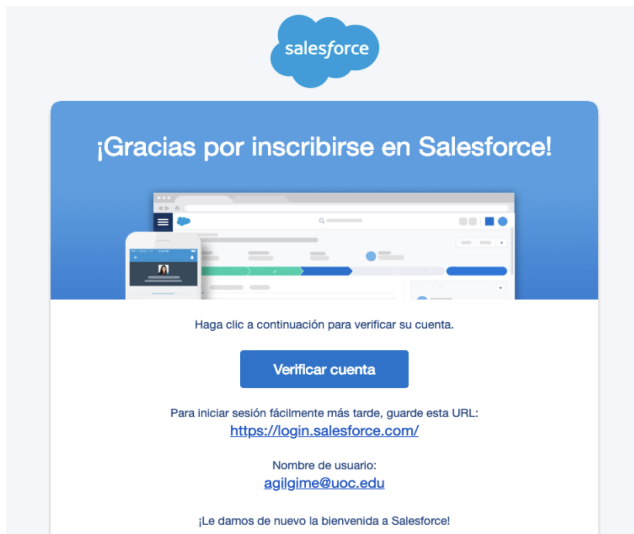 salesforce
¡Gracias por inscribirse en Salesforce!
Haga clic a continuación para verificar su cuenta.
Verificar cuenta
Para iniciar sesión fácilmente más tarde, guarde esta URL:
https://login.salesforce.com/
Nombre de usuario:
agilgime@uoc.edu
¡Le damos de nuevo la bienvenida a Salesforce!